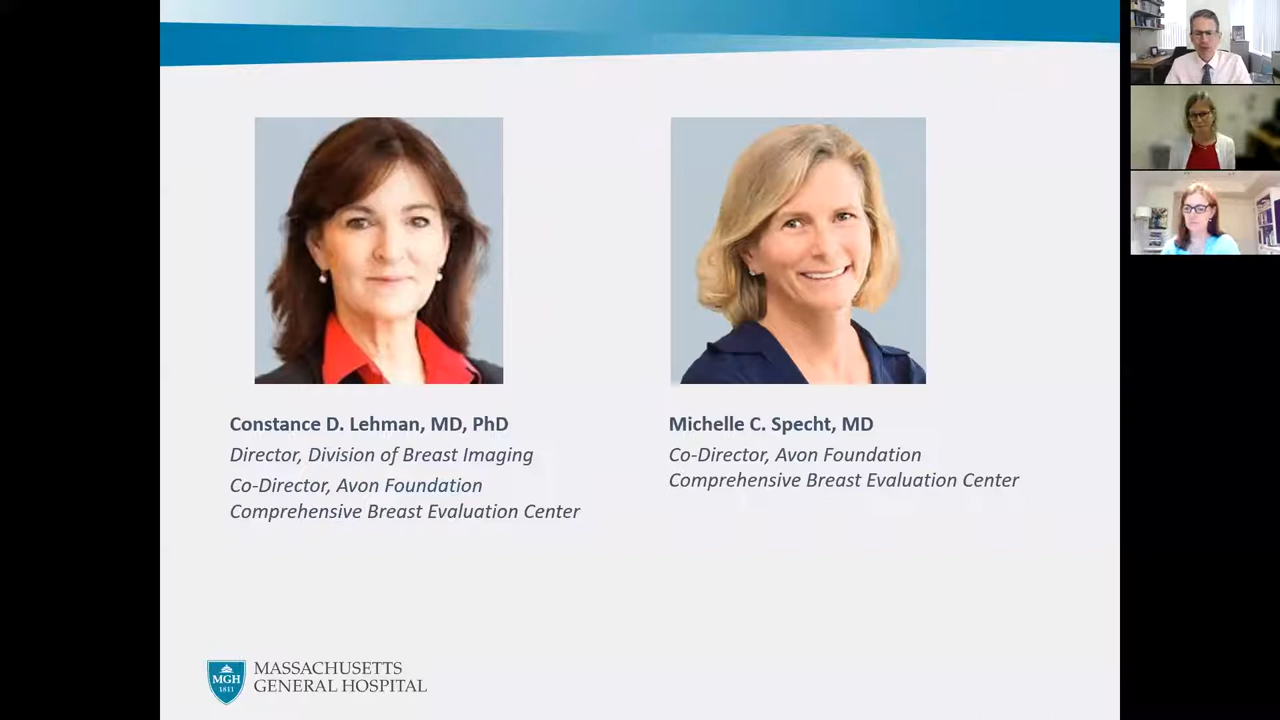 Constance D. Lehman, MD, PhD
Director, Division of Breast Imaging
Co-Director, Avon Foundation
Comprehensive Breast Evaluation Center
Michelle C. Specht, MD
Co-Director, Avon Foundation
Comprehensive Breast Evaluation Center
MGH
1811
MASSACHUSETTS
GENERAL HOSPITAL